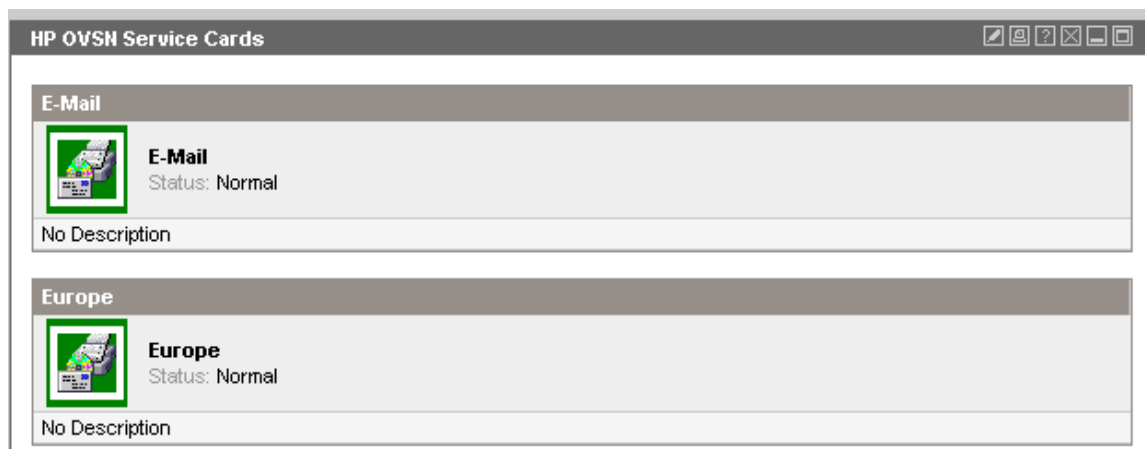 HP OVSN Service Cards
E-Mail
E-Mail
Status: Normal
No Description
Europe
Europe
Status: Normal
No Description